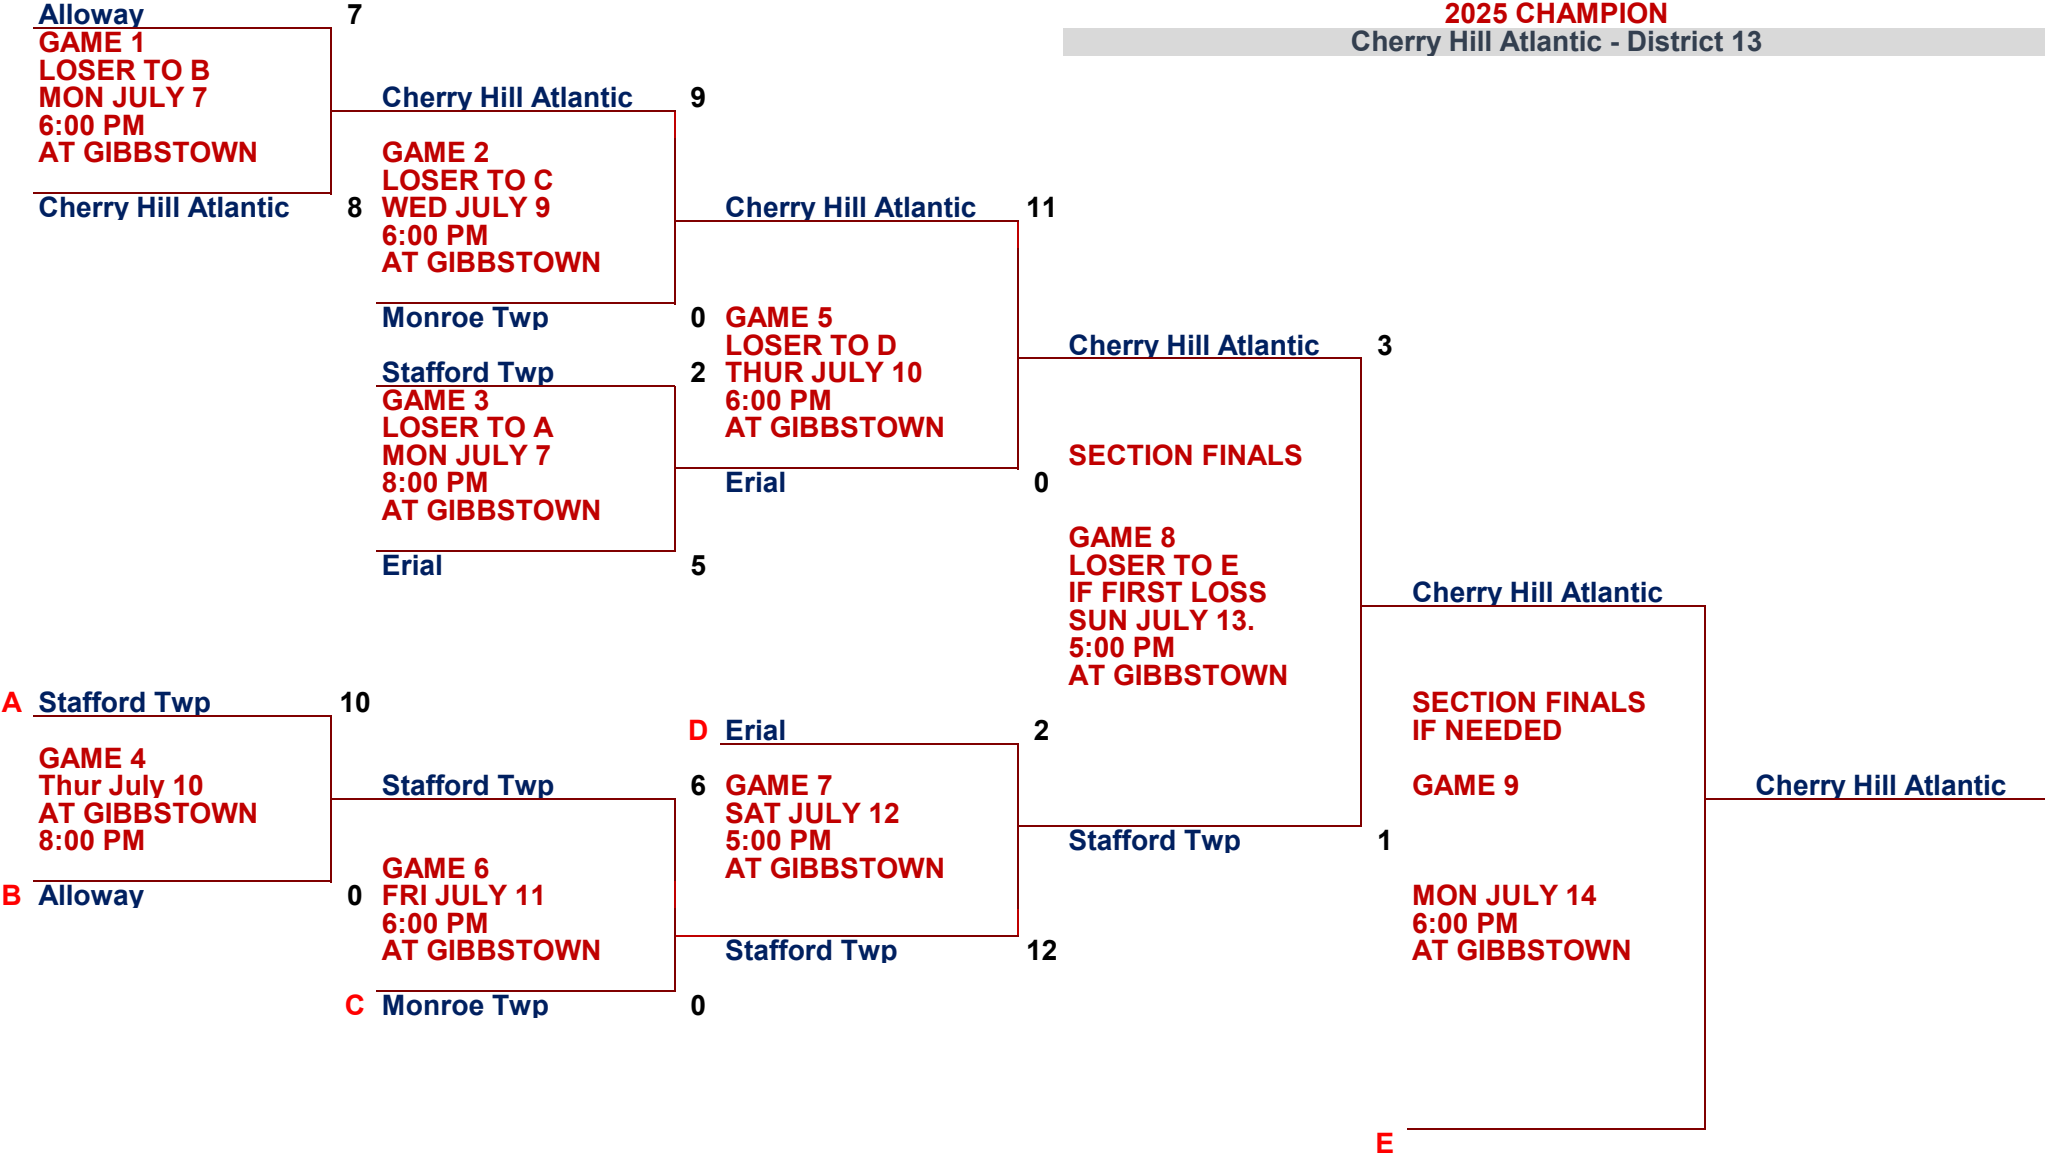 Alloway 7
2025 CHAMPION
Cherry Hill Atlantic - District 13
GAME 1
LOSER TO B
MON JULY 7
6:00 PM
AT GIBBSTOWN
Cherry Hill Atlantic 8
Cherry Hill Atlantic 9
GAME 2
LOSER TO C
WED JULY 9
6:00 PM
AT GIBBSTOWN
Monroe Twp 0
Stafford Twp 2
GAME 3
LOSER TO A
MON JULY 7
8:00 PM
AT GIBBSTOWN
Erial 5
Cherry Hill Atlantic 11
GAME 5
LOSER TO D
THUR JULY 10
6:00 PM
AT GIBBSTOWN
Erial 0
Cherry Hill Atlantic 3
SECTION FINALS
GAME 8
LOSER TO E
IF FIRST LOSS
SUN JULY 13.
5:00 PM
AT GIBBSTOWN
Stafford Twp 1
A Stafford Twp 10
GAME 4
Thur July 10
AT GIBBSTOWN
8:00 PM
B Alloway 0
Stafford Twp 6
GAME 6
FRI JULY 11
6:00 PM
AT GIBBSTOWN
C Monroe Twp 0
D Erial 2
GAME 7
SAT JULY 12
5:00 PM
AT GIBBSTOWN
Stafford Twp 12
Cherry Hill Atlantic
SECTION FINALS
IF NEEDED
GAME 9
MON JULY 14
6:00 PM
AT GIBBSTOWN
E
Cherry Hill Atlantic